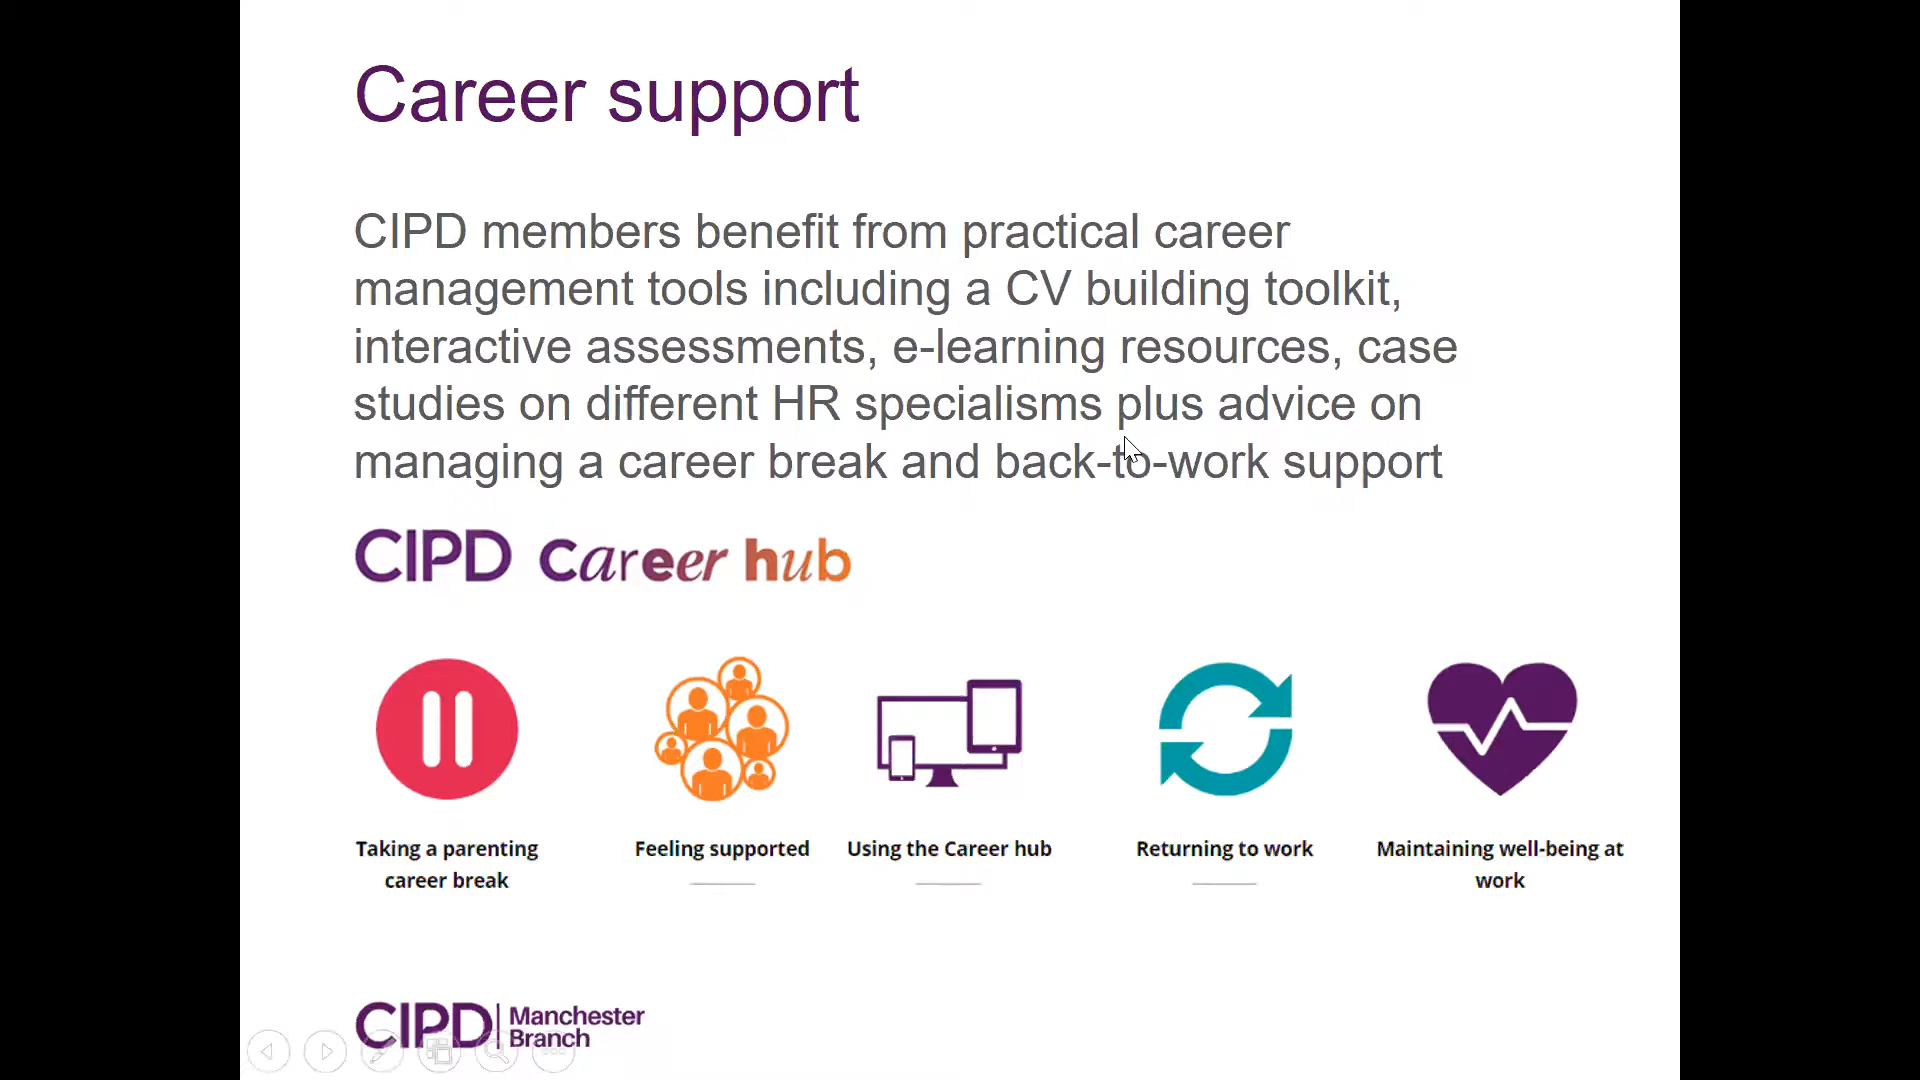 Career support
CIPD members benefit from practical career
management tools including a CV building toolkit,
interactive assessments, e-learning resources, case
studies on different HR specialisms plus advice on
managing a career break and back-to-work support
CIPD Career hub
Taking a parenting
career break
Feeling supported
Using the Career hub
Returning to work
Maintaining well-being at
work
CIPD Manchester
Branch